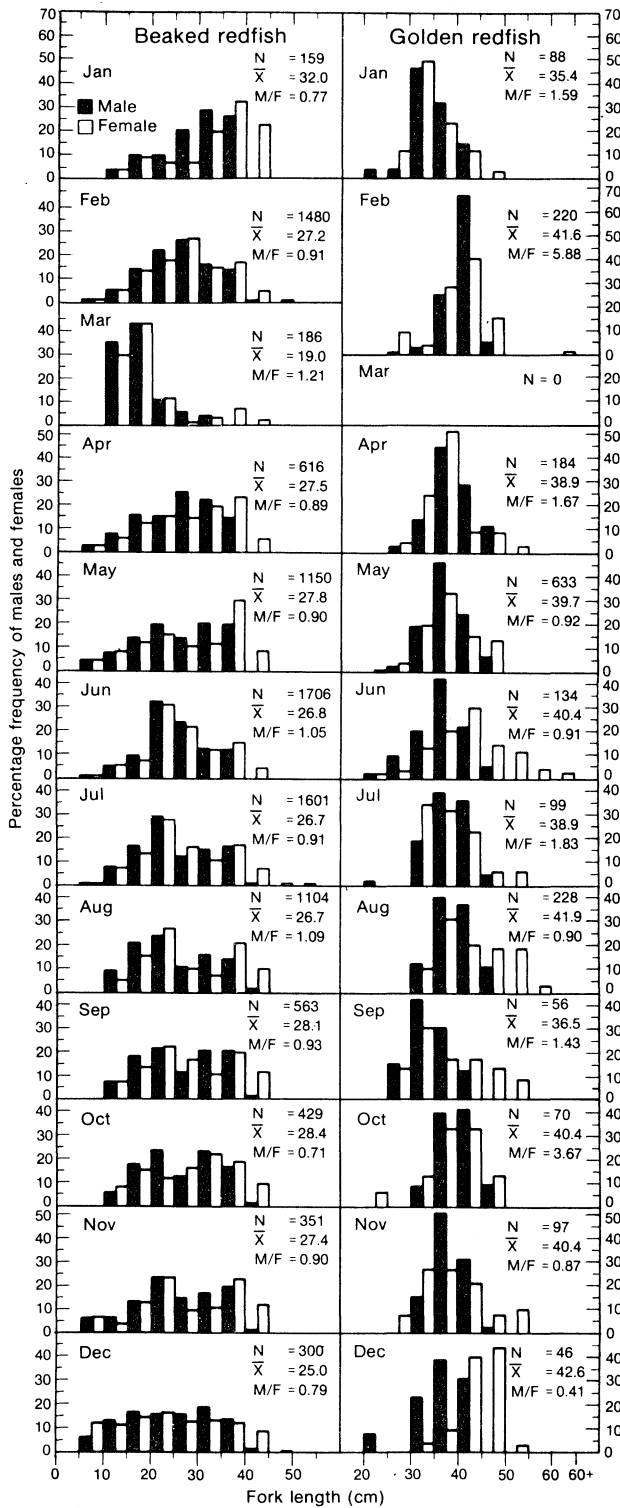 Beaked redfish
Golden redfish
Percentage frequency of males and females
Male
Female
Jan
N = 159
X̅ = 32.0
M/F = 0.77
Jan
N = 88
X̅ = 35.4
M/F = 1.59
Feb
N = 1480
X̅ = 27.2
M/F = 0.91
Feb
N = 220
X̅ = 41.6
M/F = 5.88
Mar
N = 186
X̅ = 19.0
M/F = 1.21
Mar
N = 0
Apr
N = 616
X̅ = 27.5
M/F = 0.89
Apr
N = 184
X̅ = 38.9
M/F = 1.67
May
N = 1150
X̅ = 27.8
M/F = 0.90
May
N = 633
X̅ = 39.7
M/F = 0.92
Jun
N = 1706
X̅ = 26.8
M/F = 1.05
Jun
N = 134
X̅ = 40.4
M/F = 0.91
Jul
N = 1601
X̅ = 26.7
M/F = 0.91
Jul
N = 99
X̅ = 38.9
M/F = 1.83
Aug
N = 1104
X̅ = 26.7
M/F = 1.09
Aug
N = 228
X̅ = 41.9
M/F = 0.90
Sep
N = 563
X̅ = 28.1
M/F = 0.93
Sep
N = 56
X̅ = 36.5
M/F = 1.43
Oct
N = 429
X̅ = 28.4
M/F = 0.71
Oct
N = 70
X̅ = 40.4
M/F = 3.67
Nov
N = 351
X̅ = 27.4
M/F = 0.90
Nov
N = 97
X̅ = 40.4
M/F = 0.87
Dec
N = 300
X̅ = 25.0
M/F = 0.79
Dec
N = 46
X̅ = 42.6
M/F = 0.41
0 10 20 30 40 50 20 30 40 50 60 60+
Fork length (cm)